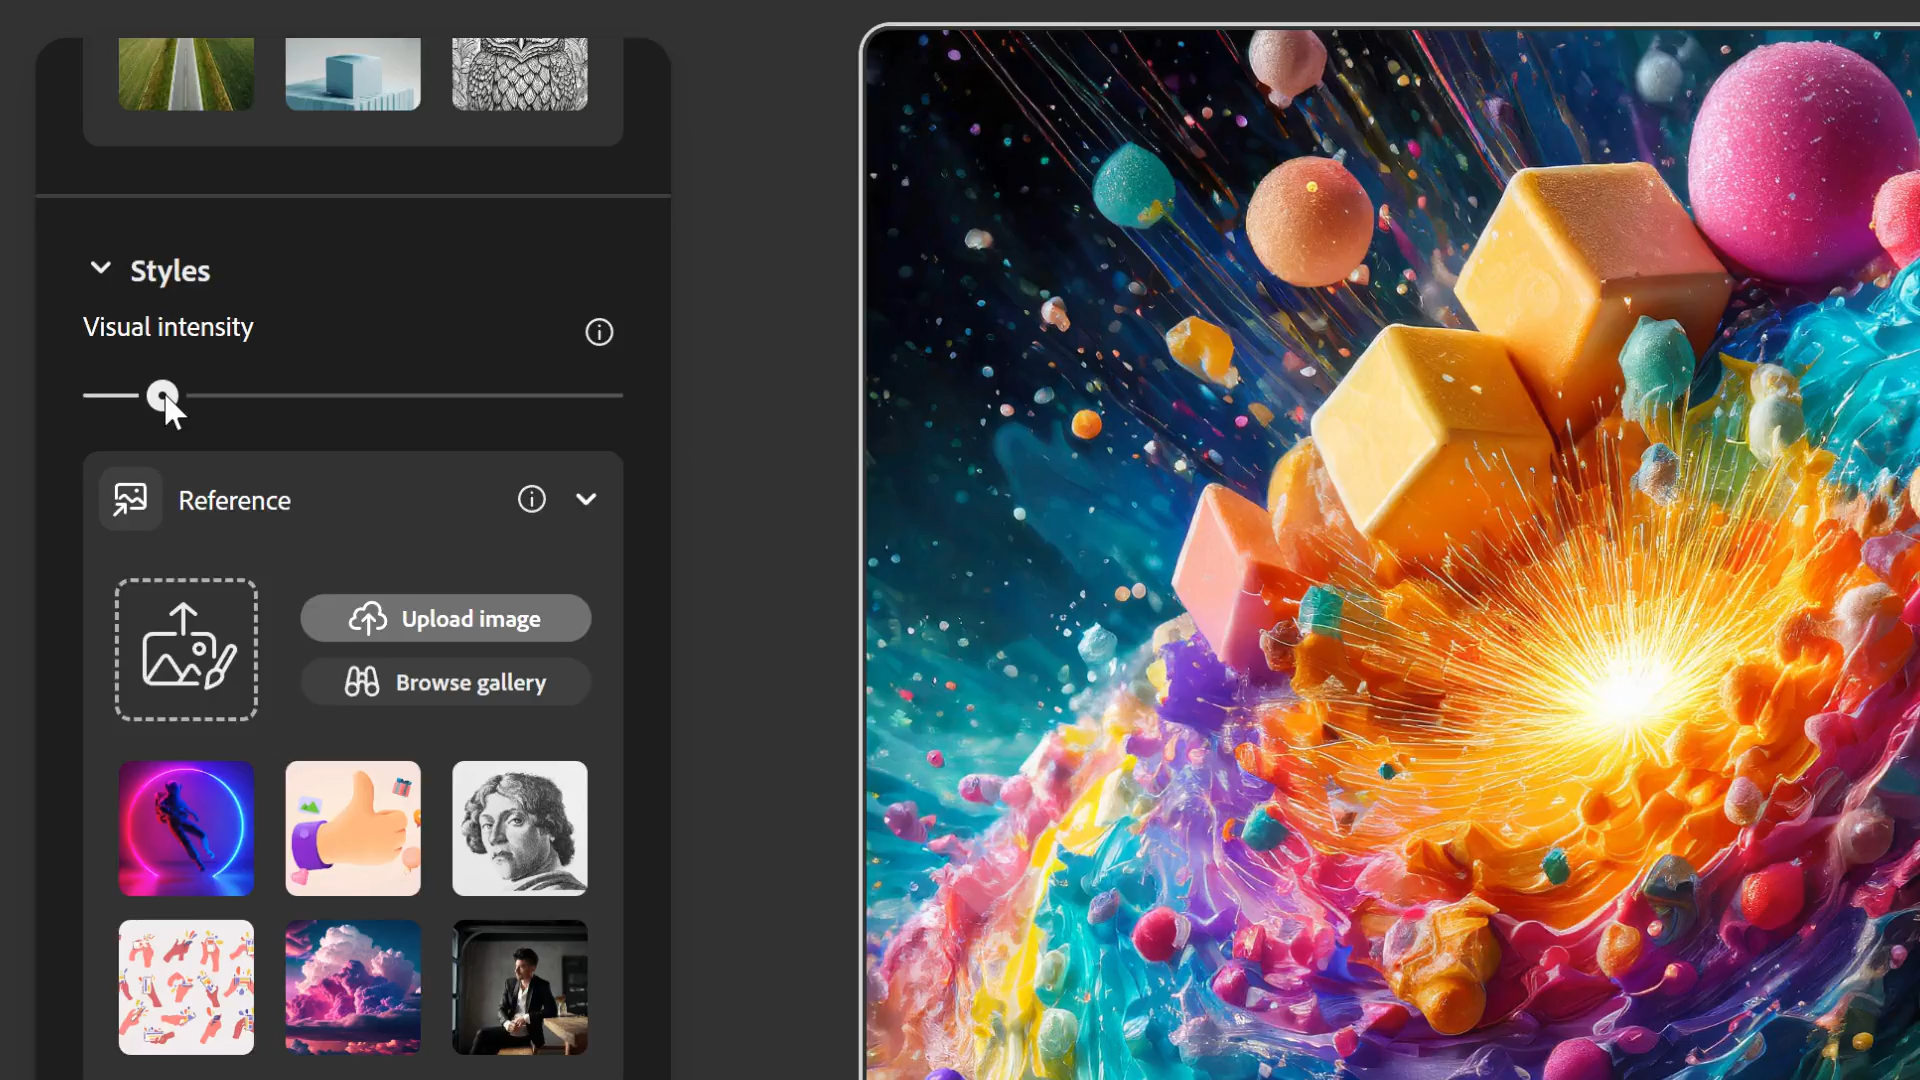 Styles
Visual intensity
Reference
Upload image
Browse gallery